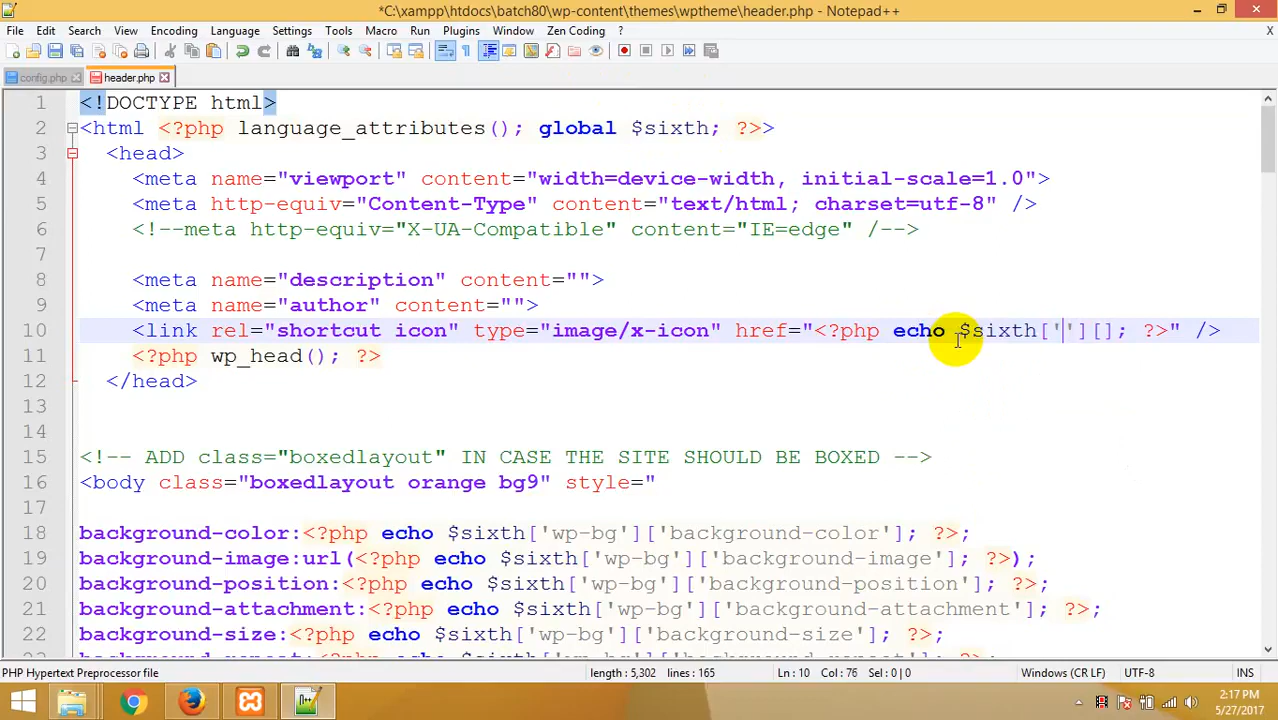 *C:\xampp\htdocs\batch80\wp-content\themes\wptheme\header.php - Notepad++
File Edit Search View Encoding Language Settings Tools Macro Run Plugins Window Zen Coding ? X
config.php header.php
1 <!DOCTYPE html>
2 <html <?php language_attributes(); global $sixth; ?>>
3 <head>
4 <meta name="viewport" content="width=device-width, initial-scale=1.0">
5 <meta http-equiv="Content-Type" content="text/html; charset=utf-8" />
6 <!--meta http-equiv="X-UA-Compatible" content="IE=edge" /-->
7
8 <meta name="description" content="">
9 <meta name="author" content="">
10 <link rel="shortcut icon" type="image/x-icon" href="<?php echo $sixth[''][]; ?>" />
11 <?php wp_head(); ?>
12 </head>
13
14
15 <!-- ADD class="boxedlayout" IN CASE THE SITE SHOULD BE BOXED -->
16 <body class="boxedlayout orange bg9" style="
17
18 background-color:<?php echo $sixth['wp-bg']['background-color']; ?>;
19 background-image:url(<?php echo $sixth['wp-bg']['background-image']; ?>);
20 background-position:<?php echo $sixth['wp-bg']['background-position']; ?>;
21 background-attachment:<?php echo $sixth['wp-bg']['background-attachment']; ?>;
22 background-size:<?php echo $sixth['wp-bg']['background-size']; ?>;
PHP Hypertext Preprocessor file length : 5,302 lines : 165 Ln : 10 Col : 76 Sel : 0 | 0 Windows (CR LF) UTF-8 INS
2:17 PM
5/27/2017